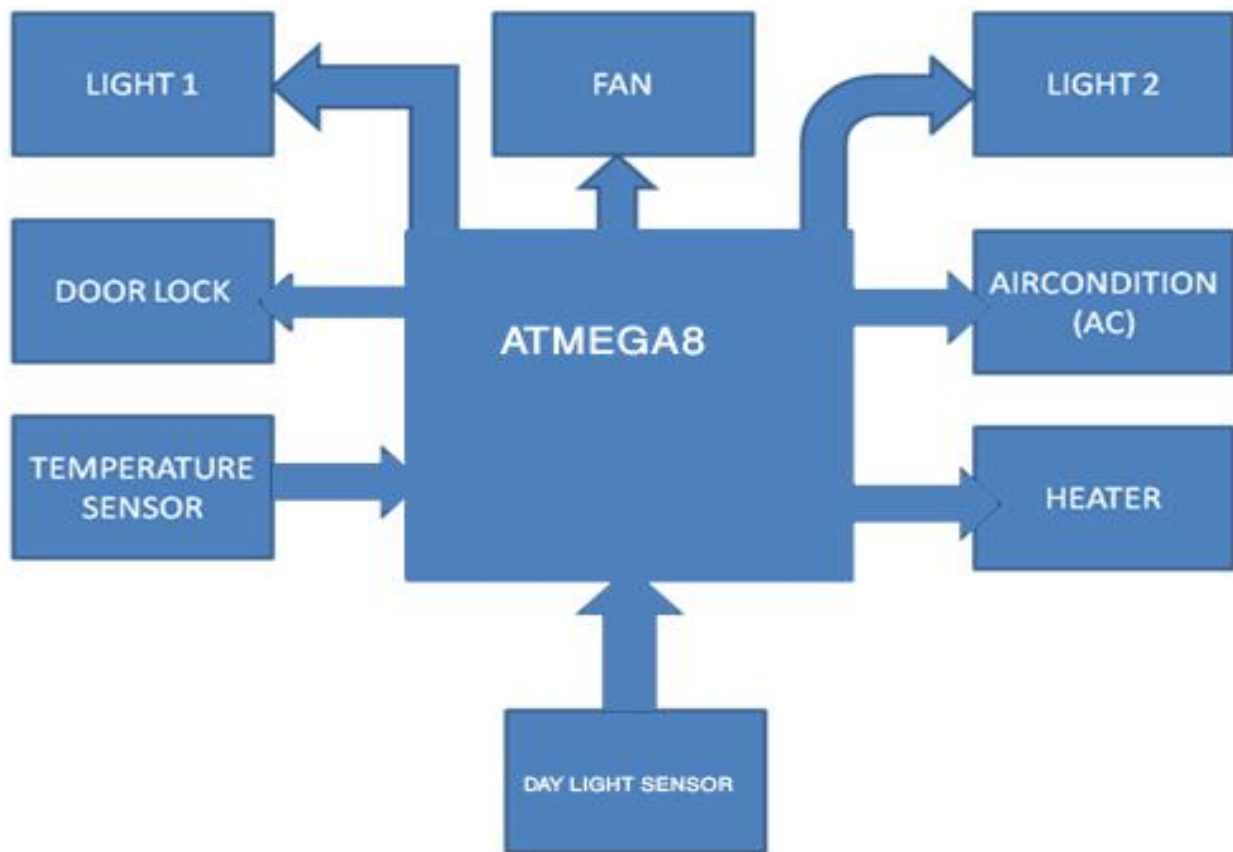 LIGHT 1
FAN
LIGHT 2
DOOR LOCK
ATMEGA8
AIRCONDITION
(AC)
TEMPERATURE
SENSOR
HEATER
DAY LIGHT SENSOR